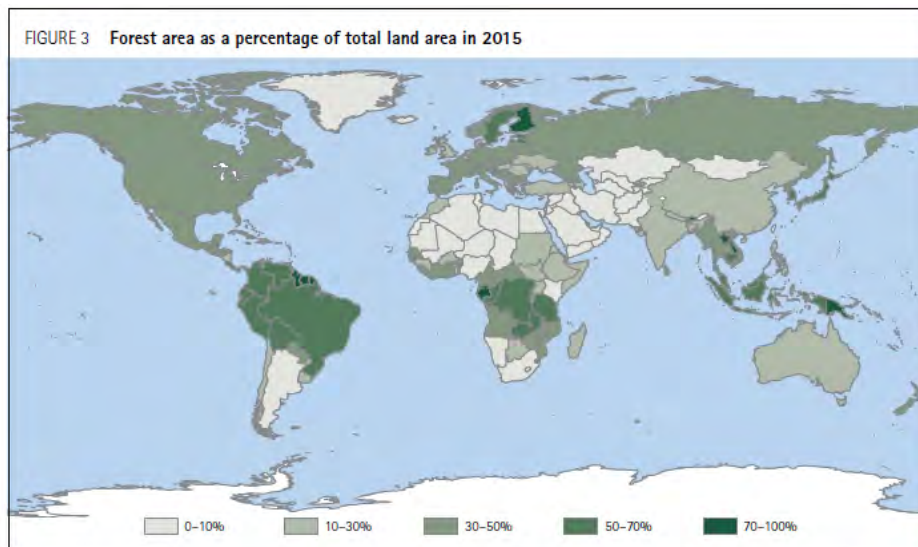 FIGURE 3 Forest area as a percentage of total land area in 2015
0–10% 10–30% 30–50% 50–70% 70–100%